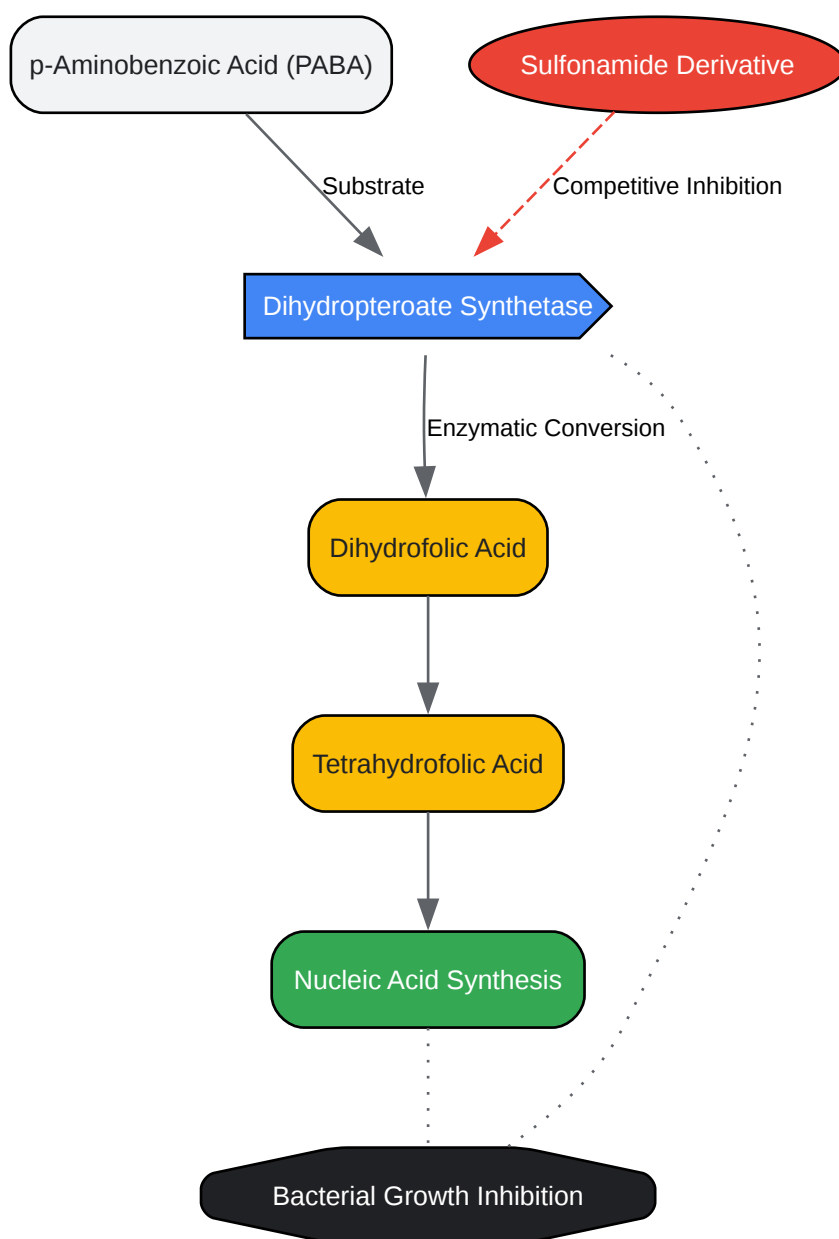 p-Aminobenzoic Acid (PABA)
Sulfonamide Derivative
Substrate
Competitive Inhibition
Dihydropteroate Synthetase
Enzymatic Conversion
Dihydrofolic Acid
Tetrahydrofolic Acid
Nucleic Acid Synthesis
Bacterial Growth Inhibition